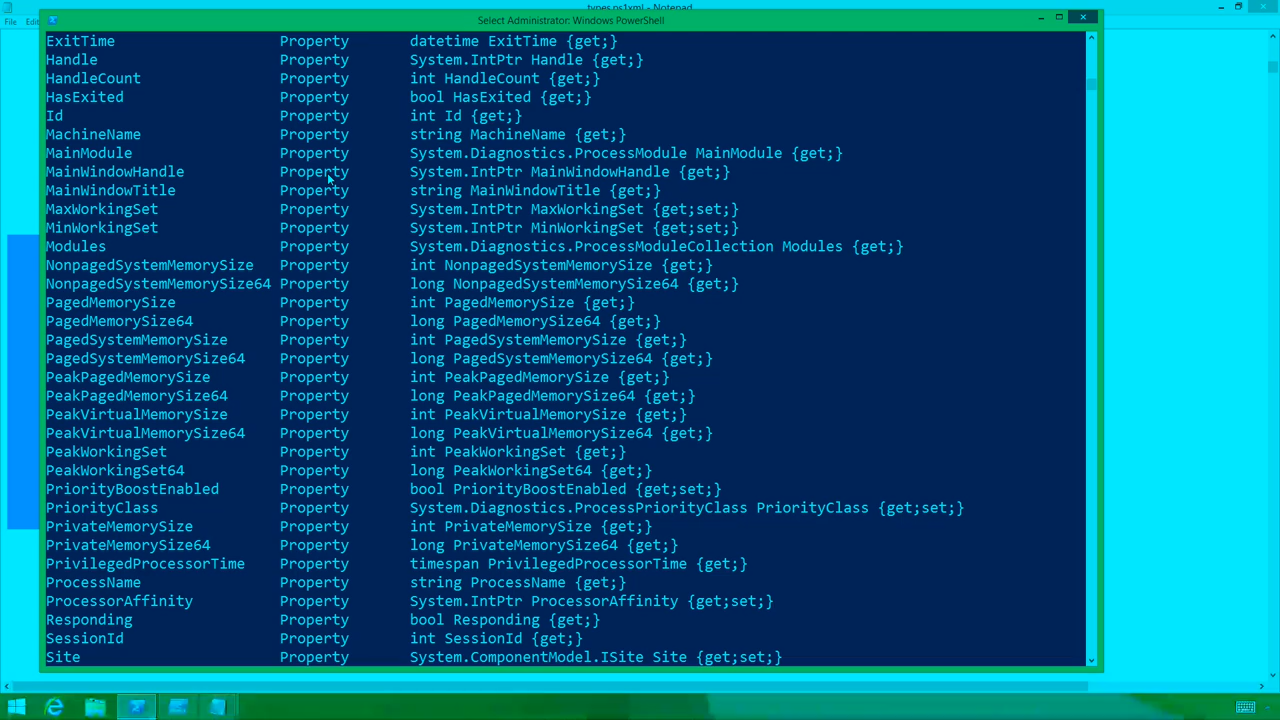 types.ps1xml - Notepad
File Edit
Select Administrator: Windows PowerShell
ExitTime Property datetime ExitTime {get;}
Handle Property System.IntPtr Handle {get;}
HandleCount Property int HandleCount {get;}
HasExited Property bool HasExited {get;}
Id Property int Id {get;}
MachineName Property string MachineName {get;}
MainModule Property System.Diagnostics.ProcessModule MainModule {get;}
MainWindowHandle Property System.IntPtr MainWindowHandle {get;}
MainWindowTitle Property string MainWindowTitle {get;}
MaxWorkingSet Property System.IntPtr MaxWorkingSet {get;set;}
MinWorkingSet Property System.IntPtr MinWorkingSet {get;set;}
Modules Property System.Diagnostics.ProcessModuleCollection Modules {get;}
NonpagedSystemMemorySize Property int NonpagedSystemMemorySize {get;}
NonpagedSystemMemorySize64 Property long NonpagedSystemMemorySize64 {get;}
PagedMemorySize Property int PagedMemorySize {get;}
PagedMemorySize64 Property long PagedMemorySize64 {get;}
PagedSystemMemorySize Property int PagedSystemMemorySize {get;}
PagedSystemMemorySize64 Property long PagedSystemMemorySize64 {get;}
PeakPagedMemorySize Property int PeakPagedMemorySize {get;}
PeakPagedMemorySize64 Property long PeakPagedMemorySize64 {get;}
PeakVirtualMemorySize Property int PeakVirtualMemorySize {get;}
PeakVirtualMemorySize64 Property long PeakVirtualMemorySize64 {get;}
PeakWorkingSet Property int PeakWorkingSet {get;}
PeakWorkingSet64 Property long PeakWorkingSet64 {get;}
PriorityBoostEnabled Property bool PriorityBoostEnabled {get;set;}
PriorityClass Property System.Diagnostics.ProcessPriorityClass PriorityClass {get;set;}
PrivateMemorySize Property int PrivateMemorySize {get;}
PrivateMemorySize64 Property long PrivateMemorySize64 {get;}
PrivilegedProcessorTime Property timespan PrivilegedProcessorTime {get;}
ProcessName Property string ProcessName {get;}
ProcessorAffinity Property System.IntPtr ProcessorAffinity {get;set;}
Responding Property bool Responding {get;}
SessionId Property int SessionId {get;}
Site Property System.ComponentModel.ISite Site {get;set;}